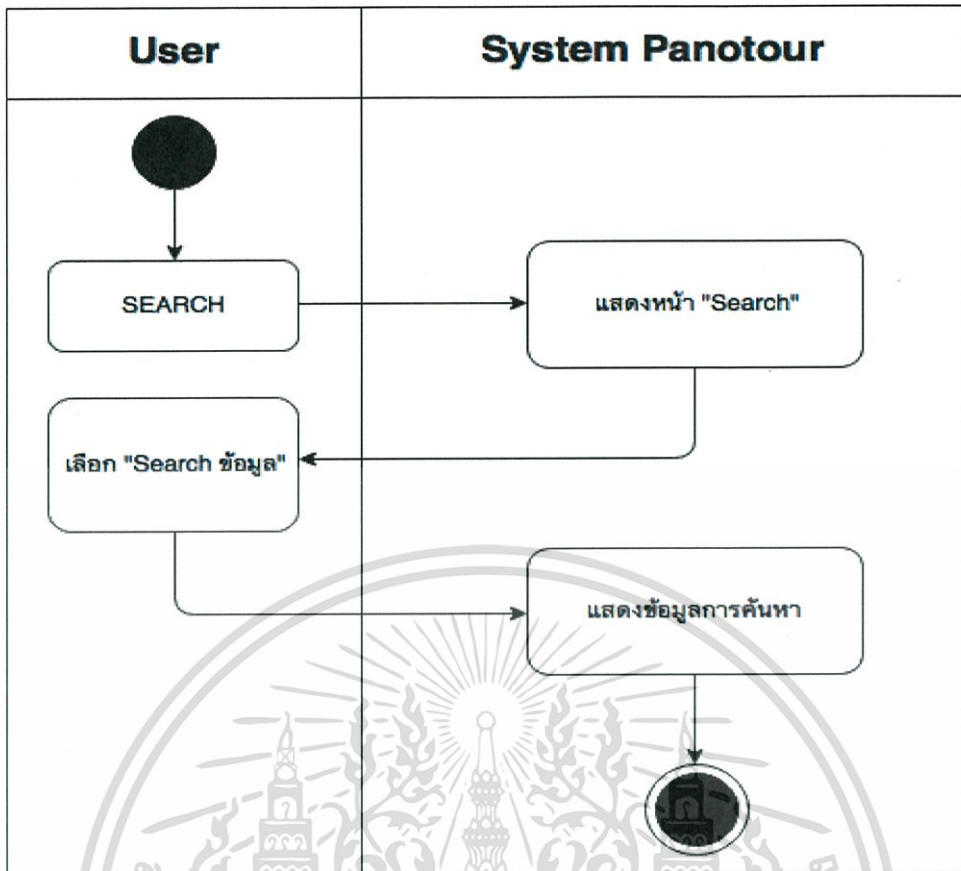 User
System Panotour
SEARCH
แสดงหน้า "Search"
เลือก "Search ข้อมูล"
แสดงข้อมูลการค้นหา